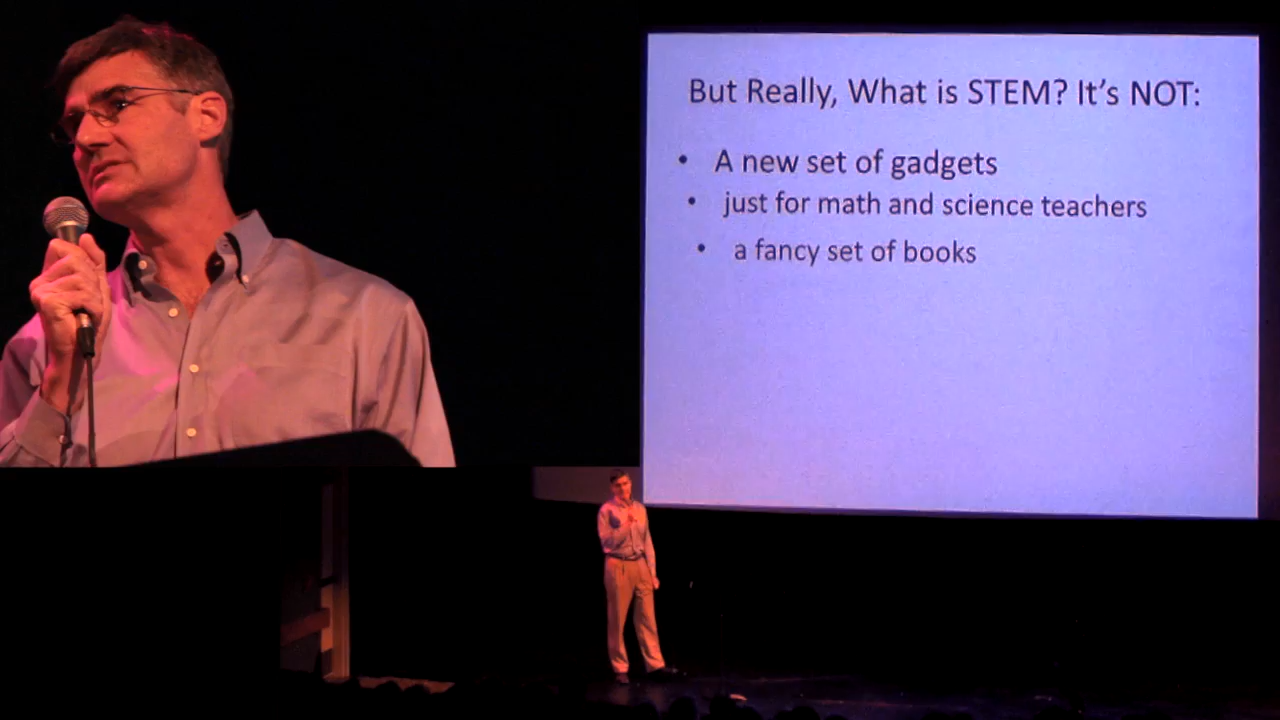 But Really, What is STEM? It's NOT:
• A new set of gadgets
• just for math and science teachers
• a fancy set of books